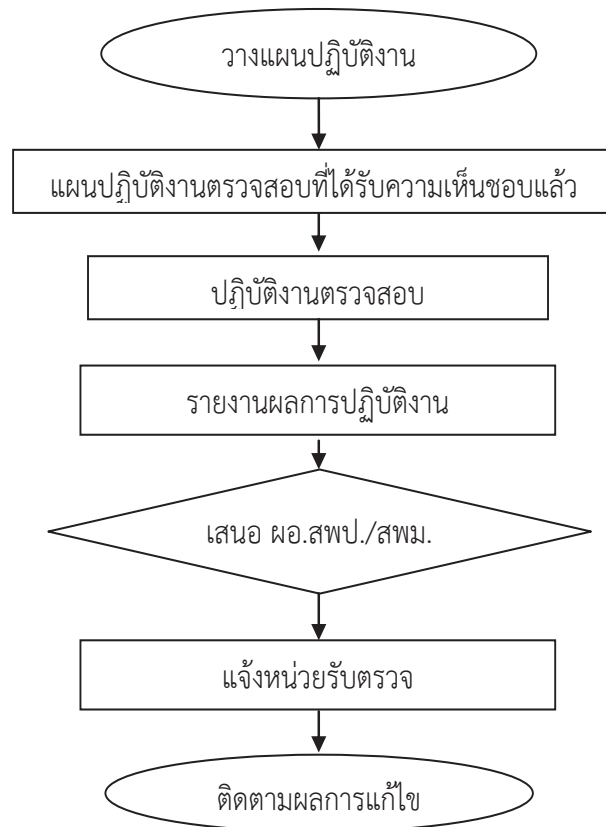 วางแผนปฏิบัติงาน
แผนปฏิบัติงานตรวจสอบที่ได้รับความเห็นชอบแล้ว
ปฏิบัติงานตรวจสอบ
รายงานผลการปฏิบัติงาน
เสนอ ผอ.สพป./สพม.
แจ้งหน่วยรับตรวจ
ติดตามผลการแก้ไข